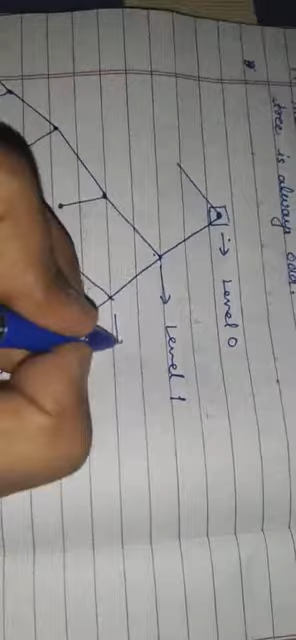 tree is always odd.
→ Level 0
→ Level 1